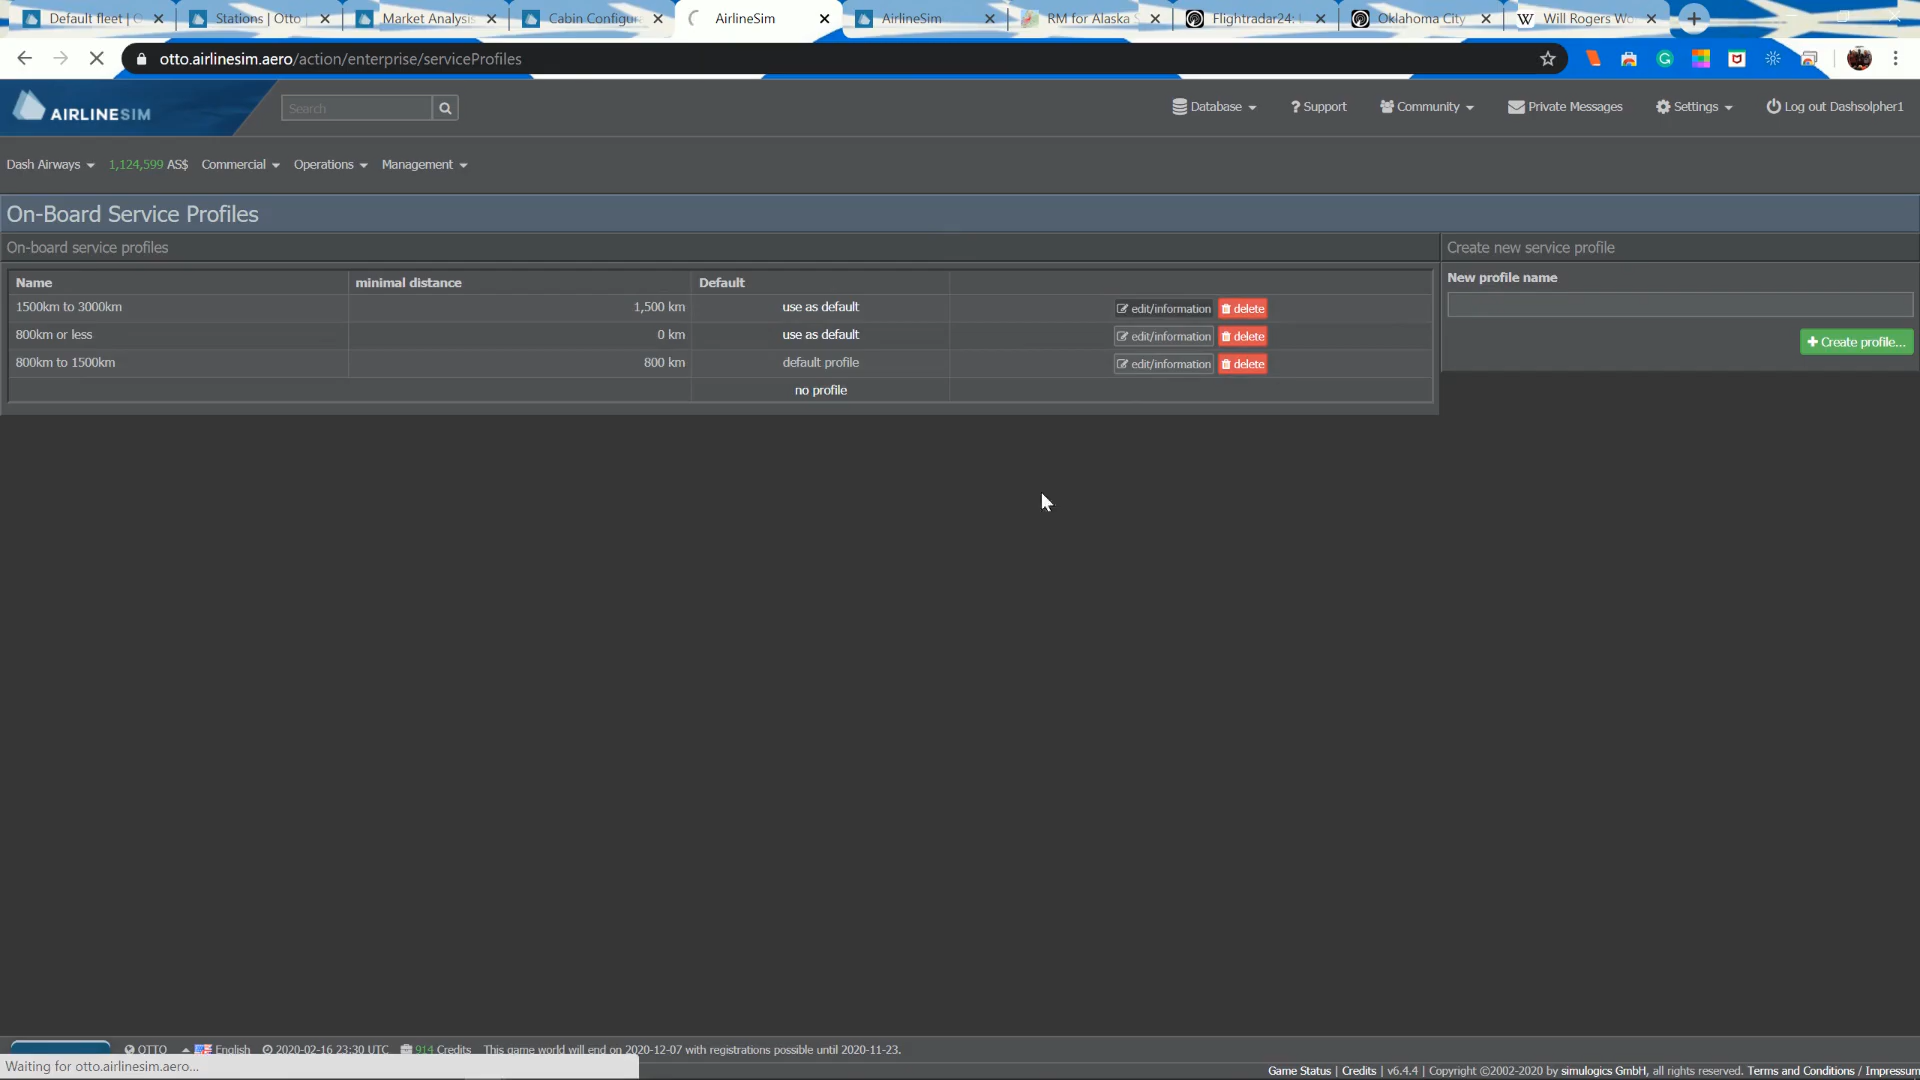 Default fleet | Stations | Otto Market Analysis Cabin Configur AirlineSim AirlineSim RM for Alaska Flightradar24: Oklahoma City Will Rogers Wo
otto.airlinesim.aero/action/enterprise/serviceProfiles
AIRLINESIM Search Database ? Support Community Private Messages Settings Log out Dashsolpher1
Dash Airways 1,124,599 AS$ Commercial Operations Management
On-Board Service Profiles
On-board service profiles Create new service profile
Name minimal distance Default New profile name
1500km to 3000km 1,500 km use as default edit/information delete
800km or less 0 km use as default edit/information delete
800km to 1500km 800 km default profile edit/information delete
+ Create profile...
no profile
OTTO English 2020-02-16 23:30 UTC 914 Credits This game world will end on 2020-12-07 with registrations possible until 2020-11-23.
Waiting for otto.airlinesim.aero...
Game Status | Credits | v6.4.4 | Copyright ©2002-2020 by simulogics GmbH, all rights reserved. Terms and Conditions / Impressum